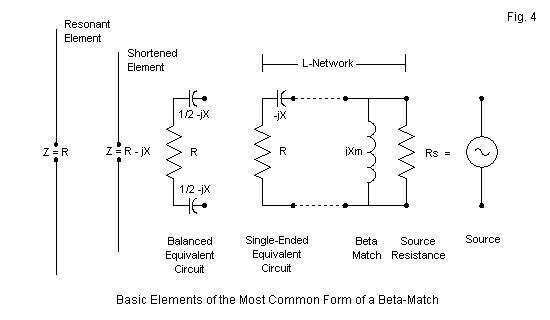 Fig. 4
Resonant
Element
Shortened
Element
L-Network
1/2 -jX
-jX
Z = R
Z = R - jX
R
R
jXm
Rs =
1/2 -jX
Balanced
Equivalent
Circuit
Single-Ended
Equivalent
Circuit
Beta
Match
Source
Resistance
Source
Basic Elements of the Most Common Form of a Beta-Match